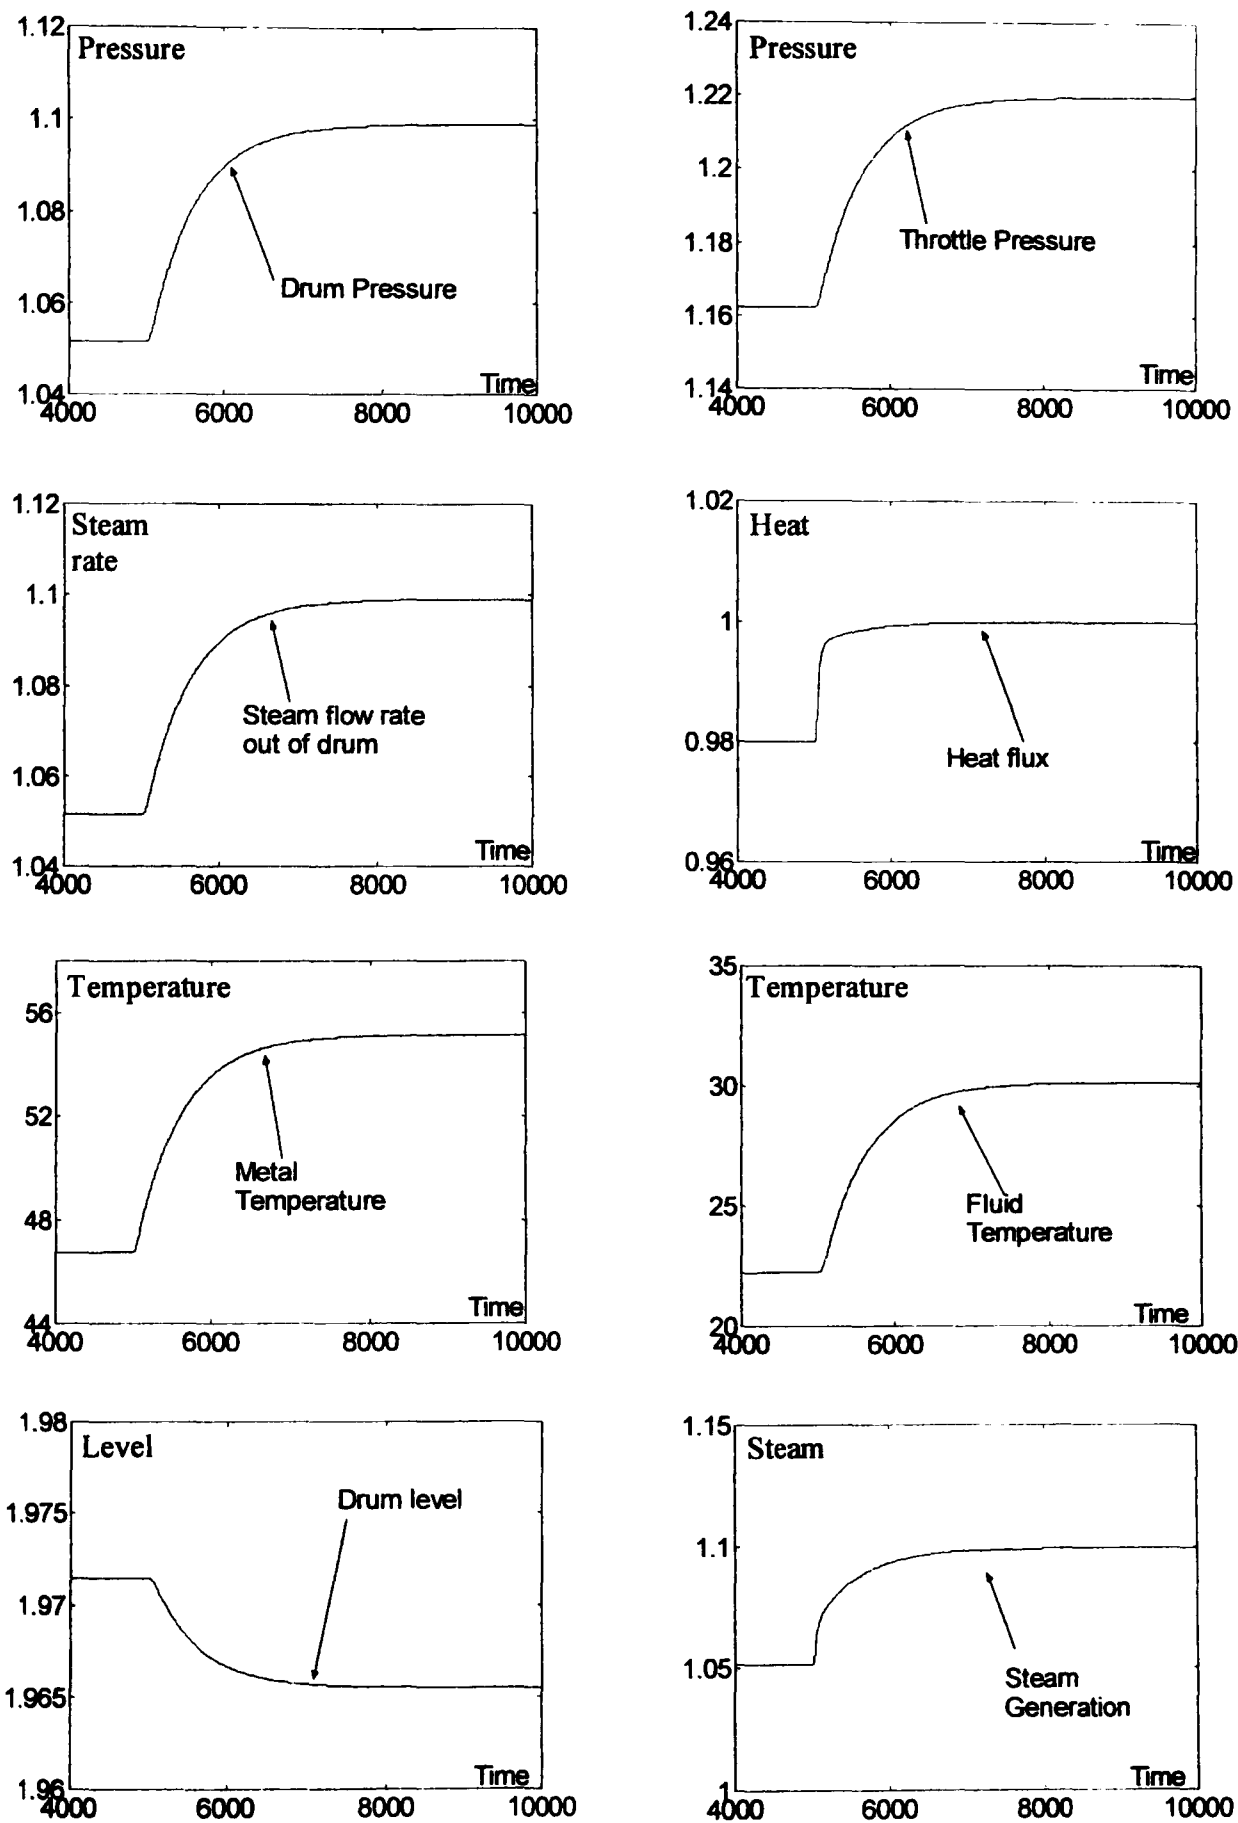 1.12
Pressure
1.1
1.08
Drum Pressure
1.06
Time
1.04
4000 6000 8000 10000
1.24
Pressure
1.22
1.2
Throttle Pressure
1.18
1.16
Time
1.14
4000 6000 8000 10000
1.12
Steam
rate
1.1
1.08
Steam flow rate
out of drum
1.06
Time
1.04
4000 6000 8000 10000
1.02
Heat
1
0.98
Heat flux
Time
0.96
4000 6000 8000 10000
Temperature
56
52
Metal
Temperature
48
Time
44
4000 6000 8000 10000
35
Temperature
30
25
Fluid
Temperature
Time
20
4000 6000 8000 10000
1.98
Level
Drum level
1.975
1.97
1.965
Time
1.96
4000 6000 8000 10000
1.15
Steam
1.1
1.05
Steam
Generation
Time
1
4000 6000 8000 10000